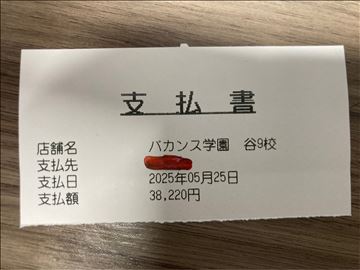 支払書
店舗名 バカンス学園 谷9校
支払先
支払日 2025年05月25日
支払額 38,220円